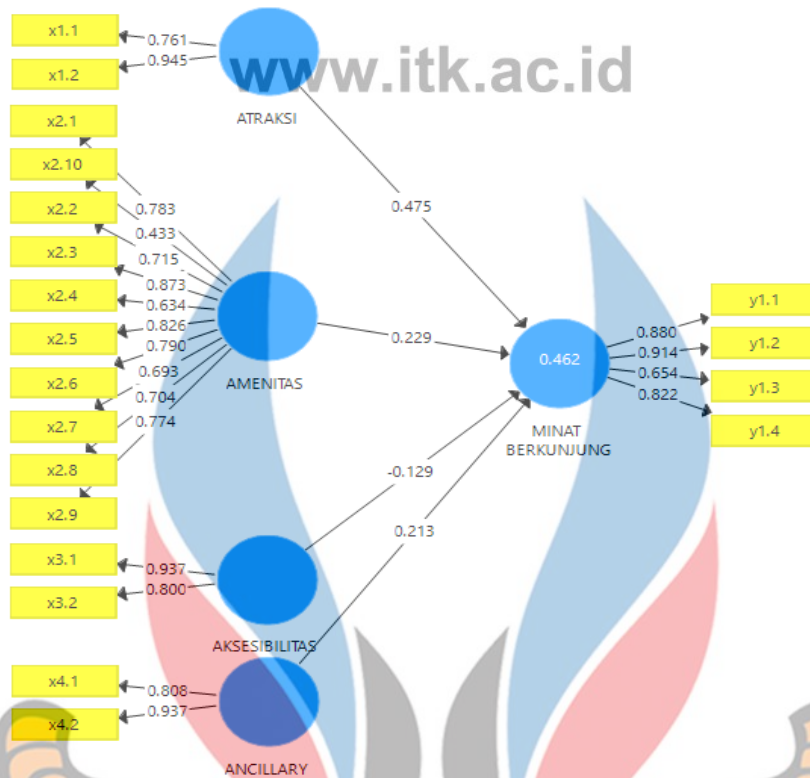 www.itk.ac.id
x1.1
0.761
x1.2
0.945
ATRAKSI
0.475
x2.1
x2.10
x2.2
x2.3
x2.4
x2.5
x2.6
x2.7
x2.8
x2.9
0.783
0.433
0.715
0.873
0.634
0.826
0.790
0.693
0.704
0.774
AMENITAS
0.229
x3.1
0.937
x3.2
0.800
AKSESIBILITAS
-0.129
x4.1
0.808
x4.2
0.937
ANCILLARY
0.213
0.462
MINAT
BERKUNJUNG
0.880
0.914
0.654
0.822
y1.1
y1.2
y1.3
y1.4